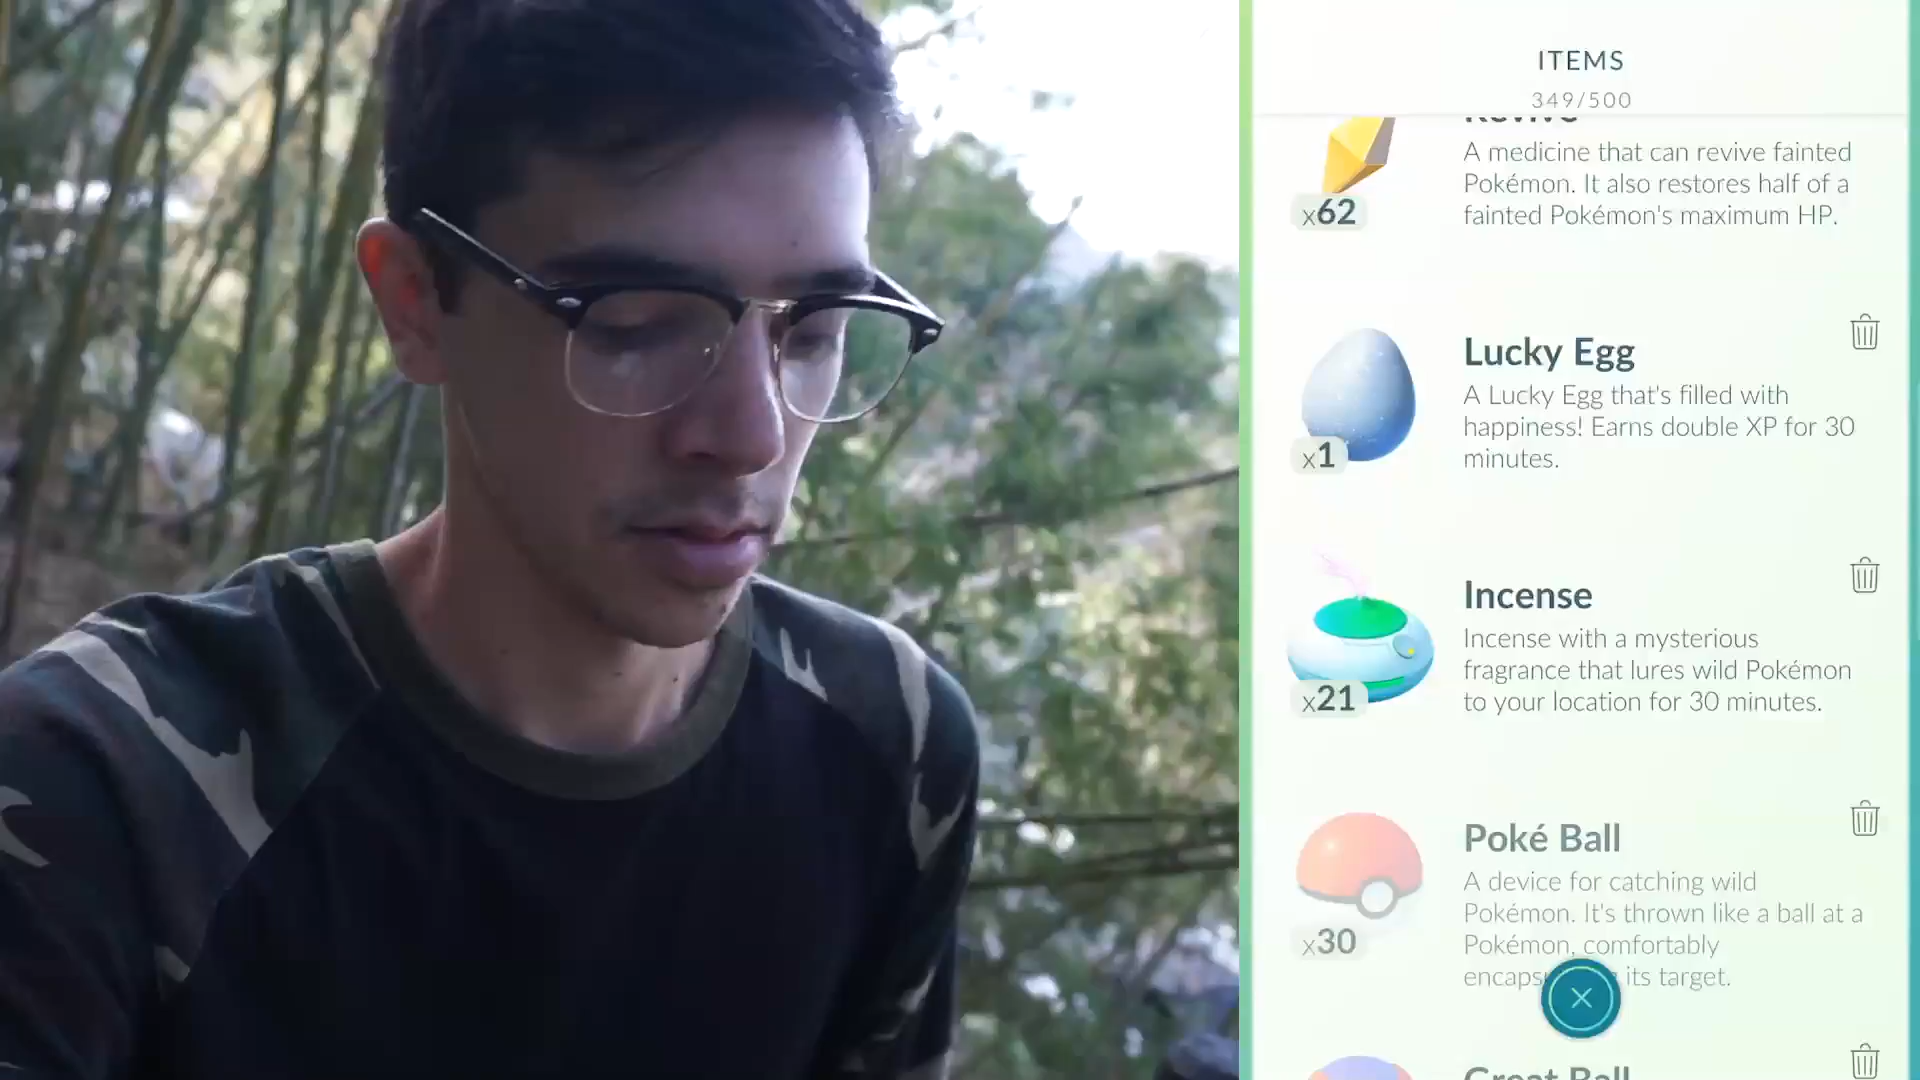 ITEMS
349/500
Revive
A medicine that can revive fainted
Pokémon. It also restores half of a
fainted Pokémon's maximum HP.
x62
Lucky Egg
A Lucky Egg that's filled with
happiness! Earns double XP for 30
minutes.
x1
Incense
Incense with a mysterious
fragrance that lures wild Pokémon
to your location for 30 minutes.
x21
Poké Ball
A device for catching wild
Pokémon. It's thrown like a ball at a
Pokémon, comfortably
its target.
x30
Great Ball